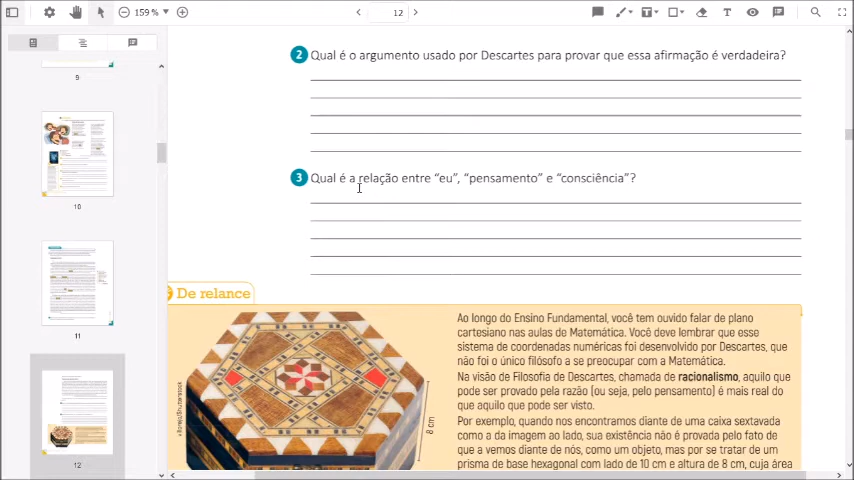 159 %
12
9
10
11
12
2 Qual é o argumento usado por Descartes para provar que essa afirmação é verdadeira?
3 Qual é a relação entre “eu”, “pensamento” e “consciência”?
De relance
Ao longo do Ensino Fundamental, você tem ouvido falar de plano
cartesiano nas aulas de Matemática. Você deve lembrar que esse
sistema de coordenadas numéricas foi desenvolvido por Descartes, que
não foi o único filósofo a se preocupar com a Matemática.
Na visão de Filosofia de Descartes, chamada de racionalismo, aquilo que
pode ser provado pela razão (ou seja, pelo pensamento) é mais real do
que aquilo que pode ser visto.
Por exemplo, quando nos encontramos diante de uma caixa sextavada
como a da imagem ao lado, sua existência não é provada pelo fato de
que a vemos diante de nós, como um objeto, mas por se tratar de um
prisma de base hexagonal com lado de 10 cm e altura de 8 cm, cuja área
8 cm